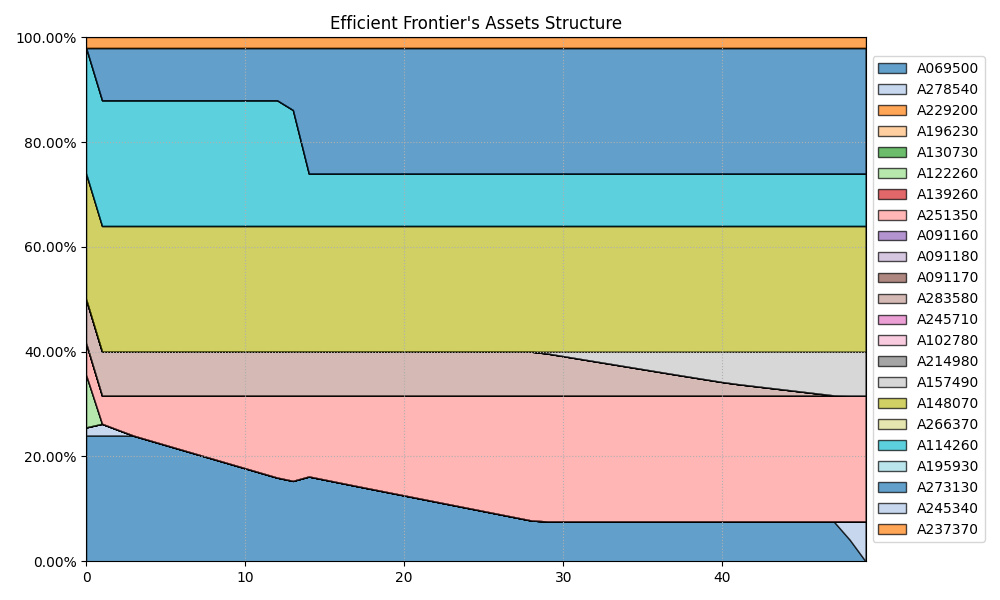 Efficient Frontier's Assets Structure
100.00%
80.00%
60.00%
40.00%
20.00%
0.00%
0
10
20
30
40
A069500
A278540
A229200
A196230
A130730
A122260
A139260
A251350
A091160
A091180
A091170
A283580
A245710
A102780
A214980
A157490
A148070
A266370
A114260
A195930
A273130
A245340
A237370